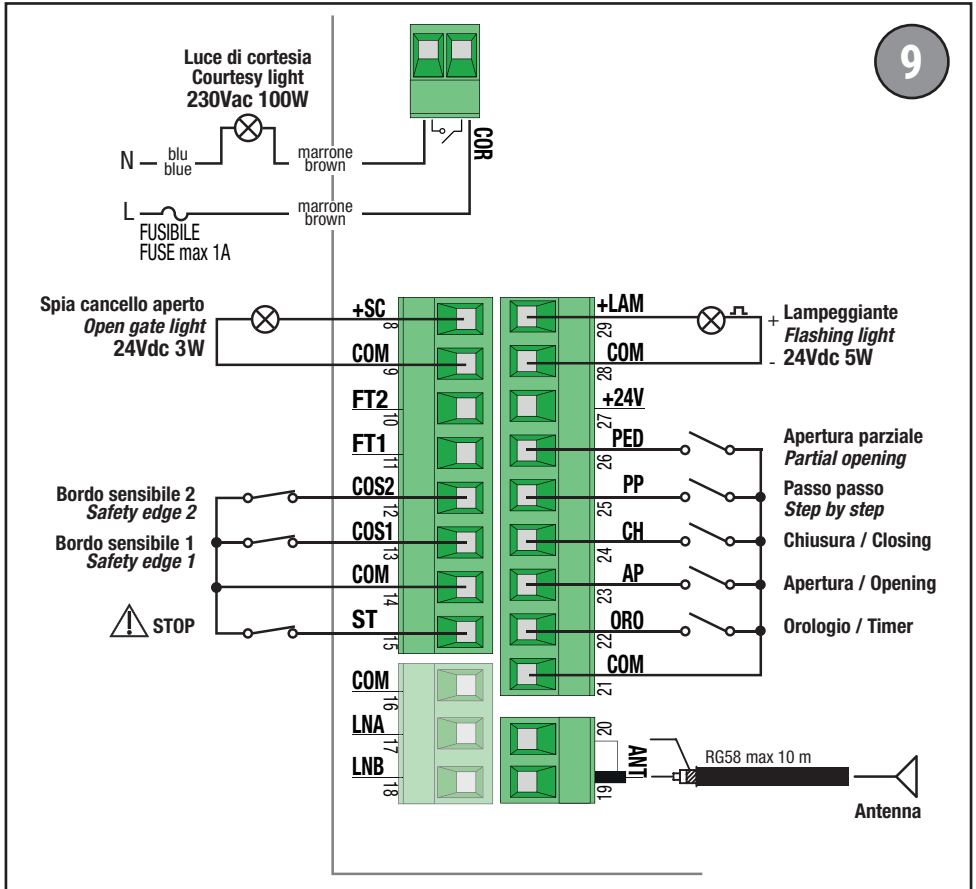 9
Luce di cortesia
Courtesy light
230Vac 100W
COR
N
blu
blue
marrone
brown
L
marrone
brown
FUSIBILE
FUSE max 1A
Spia cancello aperto
Open gate light
24Vdc 3W
+SC
8
COM
9
FT2
10
FT1
11
Bordo sensibile 2
Safety edge 2
COS2
12
Bordo sensibile 1
Safety edge 1
COS1
13
COM
14
STOP
ST
15
COM
16
LNA
17
LNB
18
+LAM
29
+ Lampeggiante
Flashing light
- 24Vdc 5W
COM
28
+24V
27
PED
26
Apertura parziale
Partial opening
PP
25
Passo passo
Step by step
CH
24
Chiusura / Closing
AP
23
Apertura / Opening
ORO
22
Orologio / Timer
COM
21
20
ANT
19
RG58 max 10 m
Antenna